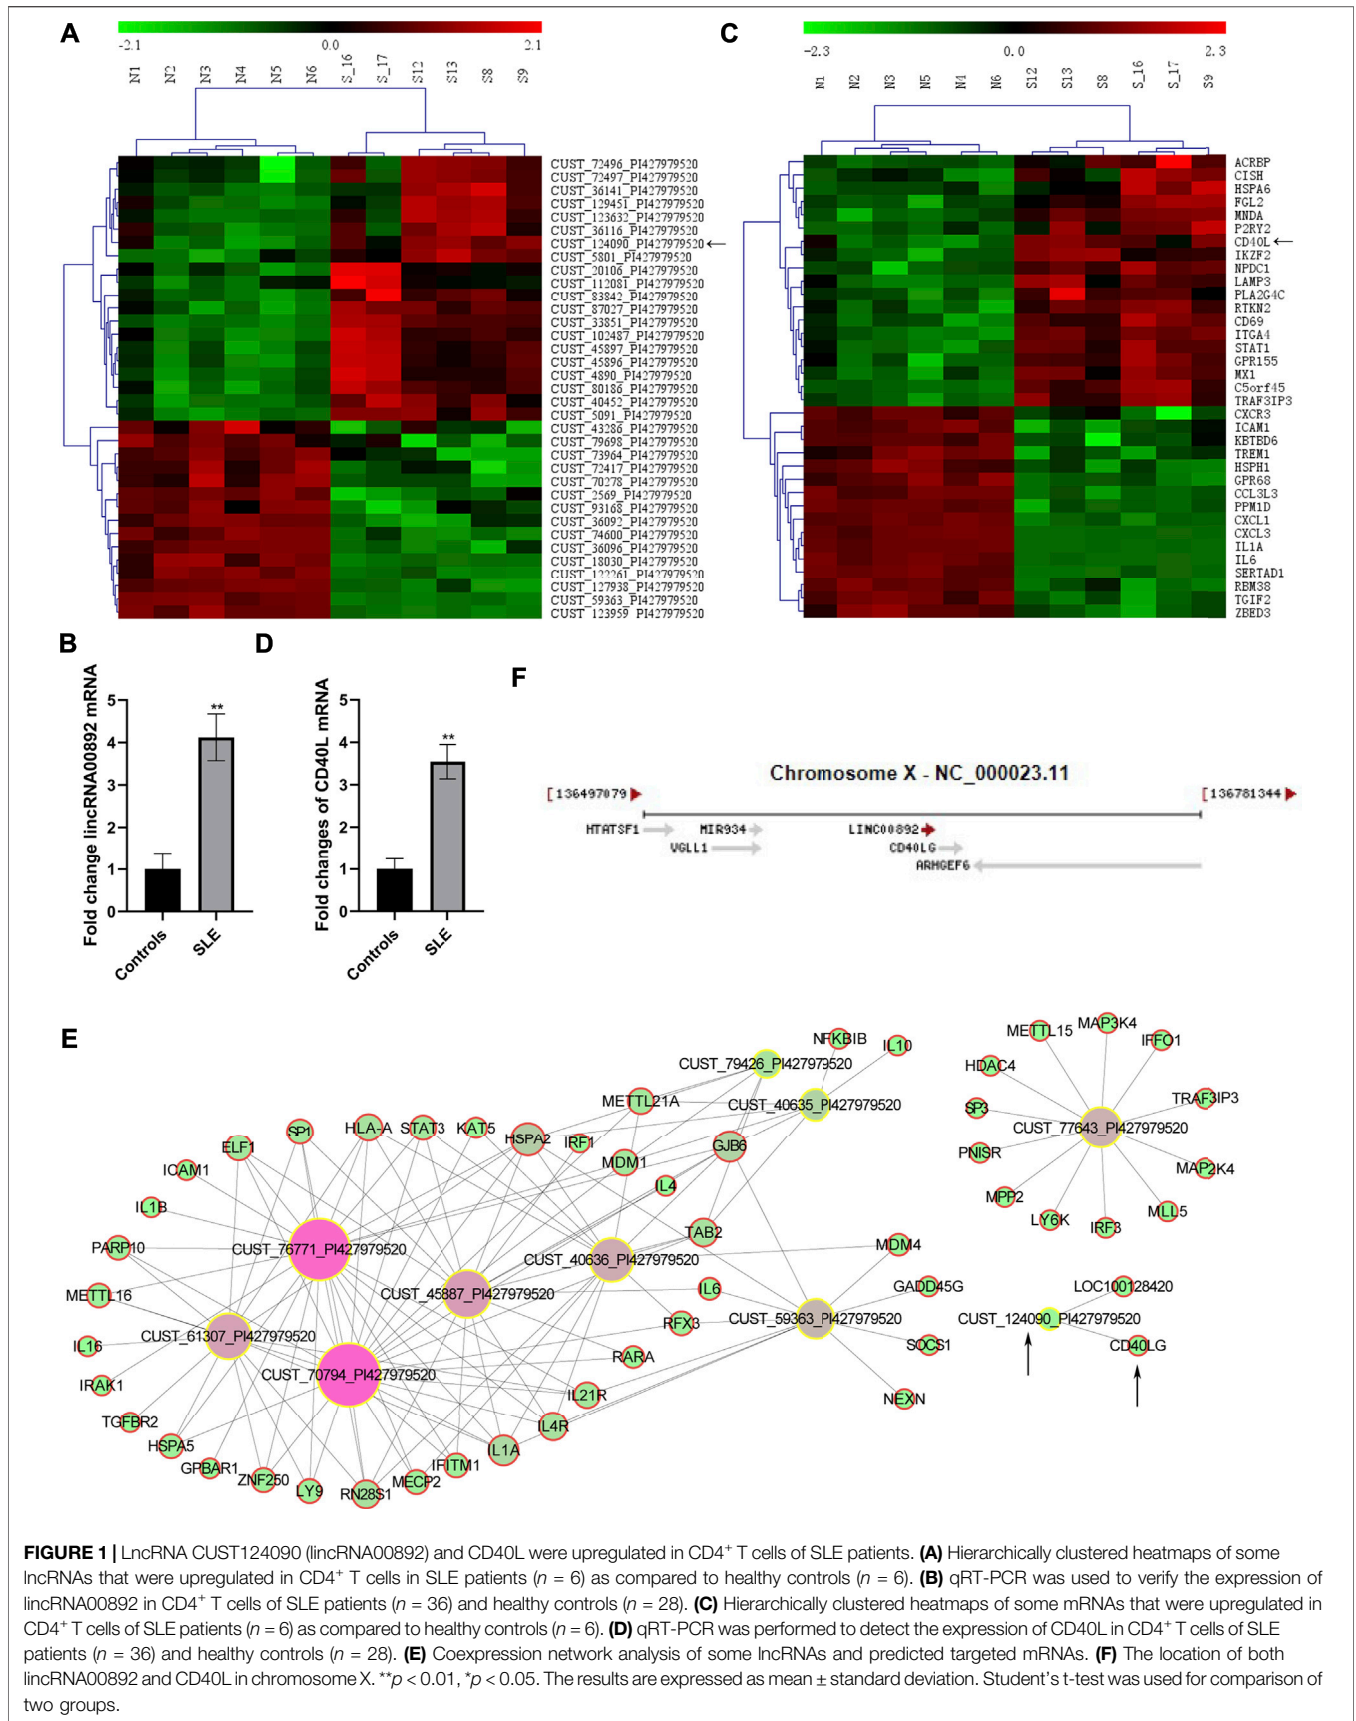 A
-2.1
0.0
2.1
N1
N2
N3
N4
N5
N6
S_16
S_17
S12
S13
S8
S9
CUST_72496_PI427979520
CUST_72497_PI427979520
CUST_36141_PI427979520
CUST_129451_PI427979520
CUST_123632_PI427979520
CUST_36116_PI427979520
CUST_124090_PI427979520 ←
CUST_5801_PI427979520
CUST_20106_PI427979520
CUST_112081_PI427979520
CUST_83842_PI427979520
CUST_87027_PI427979520
CUST_33851_PI427979520
CUST_102487_PI427979520
CUST_45897_PI427979520
CUST_45896_PI427979520
CUST_4890_PI427979520
CUST_80186_PI427979520
CUST_40452_PI427979520
CUST_5091_PI427979520
CUST_43286_PI427979520
CUST_79698_PI427979520
CUST_73964_PI427979520
CUST_72417_PI427979520
CUST_70278_PI427979520
CUST_2569_PI427979520
CUST_93168_PI427979520
CUST_36092_PI427979520
CUST_74600_PI427979520
CUST_36096_PI427979520
CUST_18030_PI427979520
CUST_122261_PI427979520
CUST_127938_PI427979520
CUST_59363_PI427979520
CUST_123959_PI427979520
C
-2.3
0.0
2.3
N1
N2
N3
N5
N4
N6
S12
S13
S8
S_16
S_17
S9
ACRBP
CISH
HSPA6
FGL2
MNDA
P2RY2
CD40L ←
IKZF2
NPDC1
LAMP3
PLA2G4C
RTKN2
CD69
ITGA4
STAT1
GPR155
MX1
C5orf45
TRAF3IP3
CXCR3
ICAM1
KBTBD6
TREM1
HSPH1
GPR68
CCL3L3
PPM1D
CXCL1
CXCL3
IL1A
IL6
SERTAD1
RBM38
TGIF2
ZBED3
B
Fold change lincRNA00892 mRNA
5
4
3
2
1
0
**
Controls
SLE
D
Fold changes of CD40L mRNA
5
4
3
2
1
0
**
Controls
SLE
F
Chromosome X - NC_000023.11
[ 136497079
[ 136781344
HTATSF1
MIR934
LINC00892
VGLL1
CD40LG
ARHGEF6
E
NFKBIB
IL10
CUST_79426_PI427979520
METTL21A
CUST_40635_PI427979520
SP1
HLA-A
STAT3
KAT5
HSPA2
IRF1
GJB6
ELF1
ICAM1
MDM1
IL4
IL1B
TAB2
PARP10
CUST_76771_PI427979520
CUST_40636_PI427979520
MDM4
METTL16
CUST_45887_PI427979520
IL6
GADD45G
CUST_61307_PI427979520
RFX3
CUST_59363_PI427979520
IL16
SOCS1
RARA
CUST_70794_PI427979520
IRAK1
IL21R
NEXN
TGFBR2
IL4R
HSPA5
IL1A
GPBAR1
IFITM1
ZNF250
LY9
RN28S1
MECP2
METTL15
MAP3K4
IFFO1
HDAC4
TRAF3IP3
SP3
CUST_77643_PI427979520
PNISR
MAP2K4
MPP2
LY6K
IRF3
MLL5
LOC100128420
CUST_124090_PI427979520
CD40LG
FIGURE 1 | LncRNA CUST124090 (lincRNA00892) and CD40L were upregulated in CD4⁺ T cells of SLE patients. (A) Hierarchically clustered heatmaps of some
lncRNAs that were upregulated in CD4⁺ T cells in SLE patients (n = 6) as compared to healthy controls (n = 6). (B) qRT-PCR was used to verify the expression of
lincRNA00892 in CD4⁺ T cells of SLE patients (n = 36) and healthy controls (n = 28). (C) Hierarchically clustered heatmaps of some mRNAs that were upregulated in
CD4⁺ T cells of SLE patients (n = 6) as compared to healthy controls (n = 6). (D) qRT-PCR was performed to detect the expression of CD40L in CD4⁺ T cells of SLE
patients (n = 36) and healthy controls (n = 28). (E) Coexpression network analysis of some lncRNAs and predicted targeted mRNAs. (F) The location of both
lincRNA00892 and CD40L in chromosome X. **p < 0.01, *p < 0.05. The results are expressed as mean ± standard deviation. Student's t-test was used for comparison of
two groups.